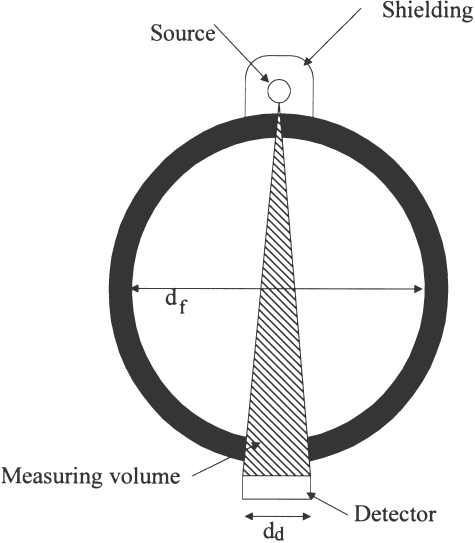 Shielding
Source
df
Measuring volume
Detector
dd